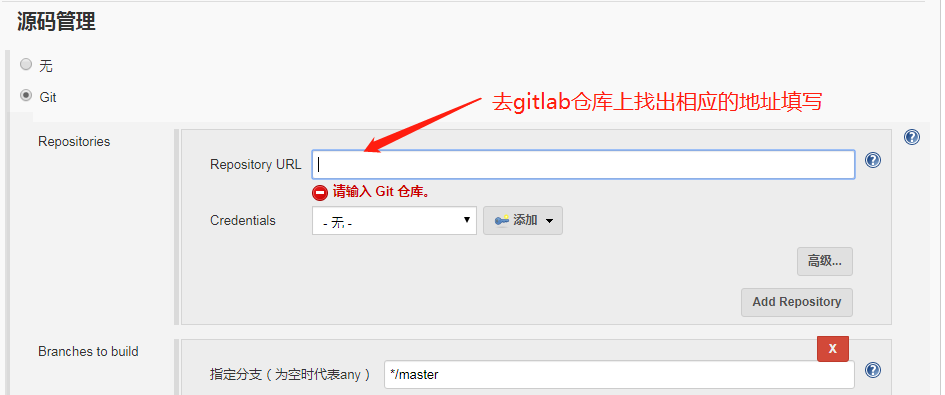 源码管理
无
Git
去gitlab仓库上找出相应的地址填写
Repositories
Repository URL
请输入 Git 仓库。
Credentials
- 无 -
添加
高级...
Add Repository
Branches to build
X
指定分支（为空时代表any）
*/master